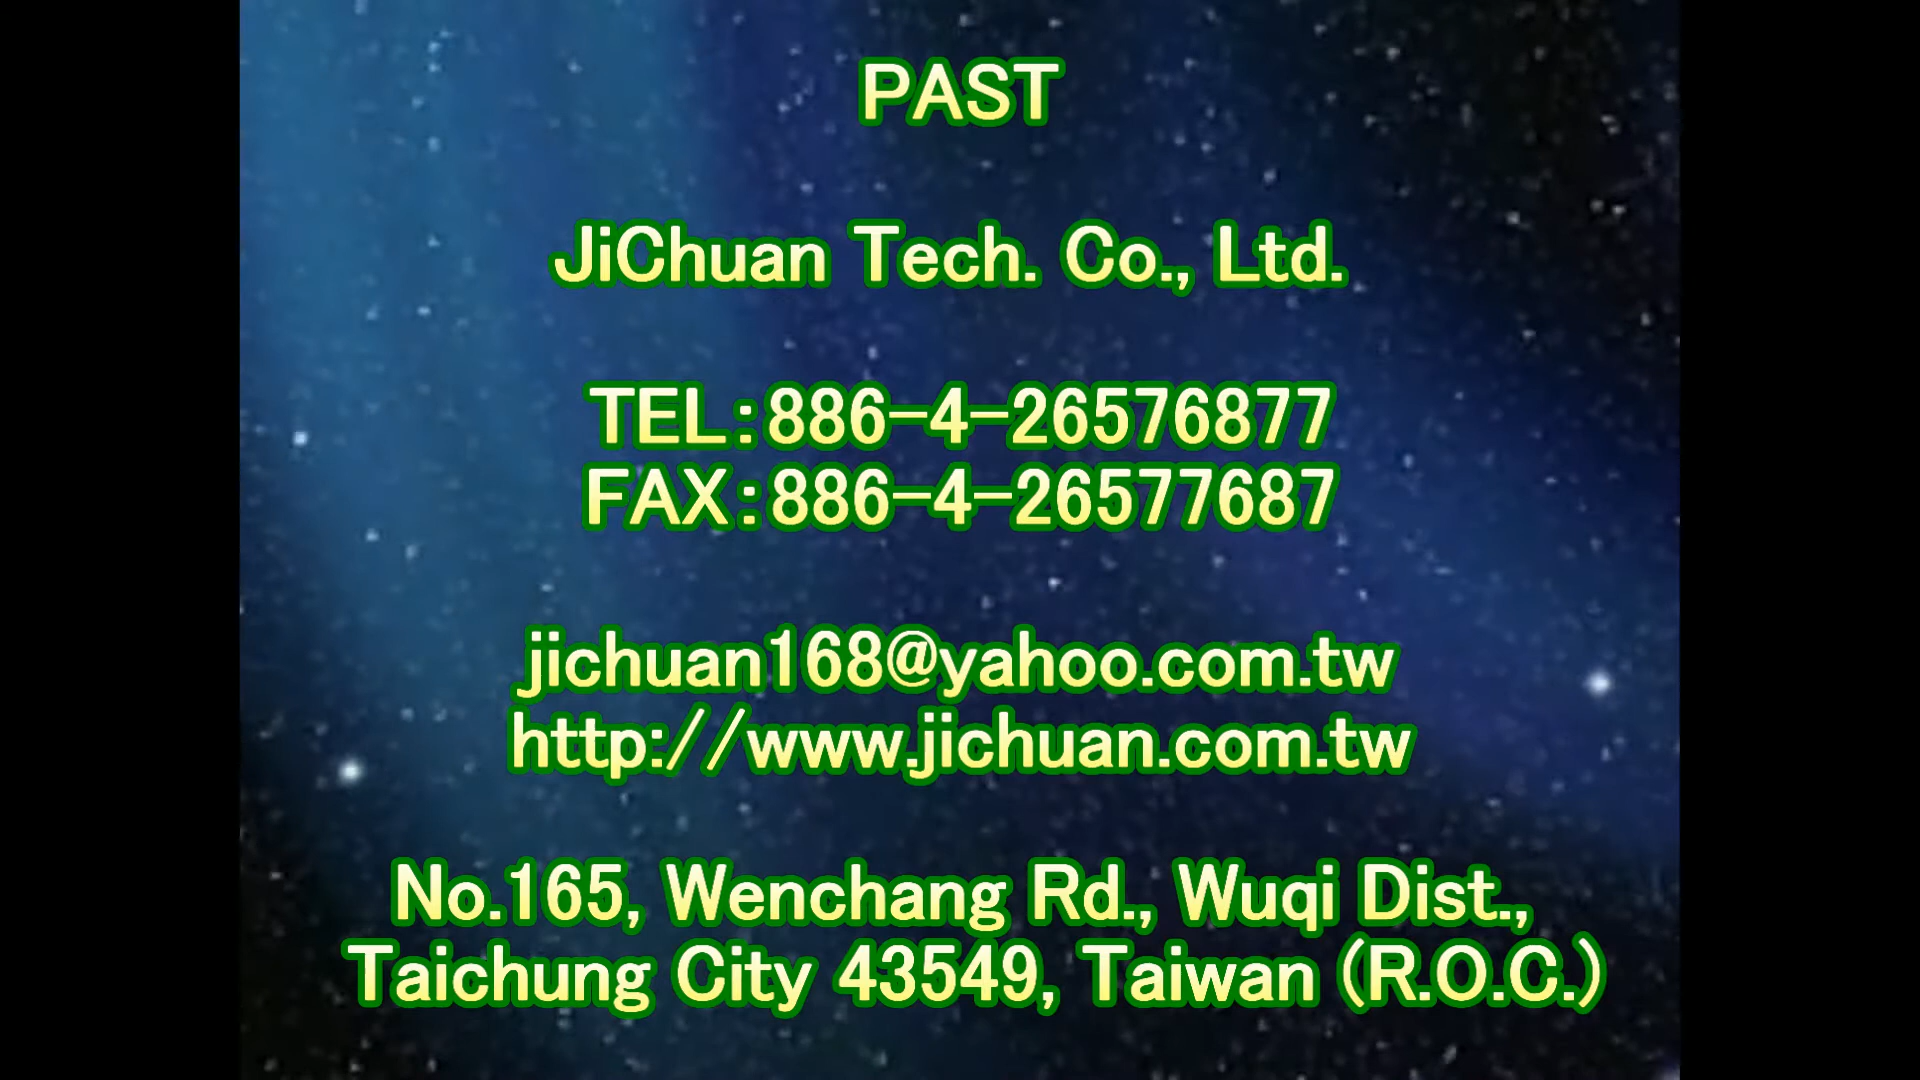 PAST
JiChuan Tech. Co., Ltd.
TEL:886-4-26576877
FAX:886-4-26577687
jichuan168@yahoo.com.tw
http://www.jichuan.com.tw
No.165, Wenchang Rd., Wuqi Dist.,
Taichung City 43549, Taiwan (R.O.C.)